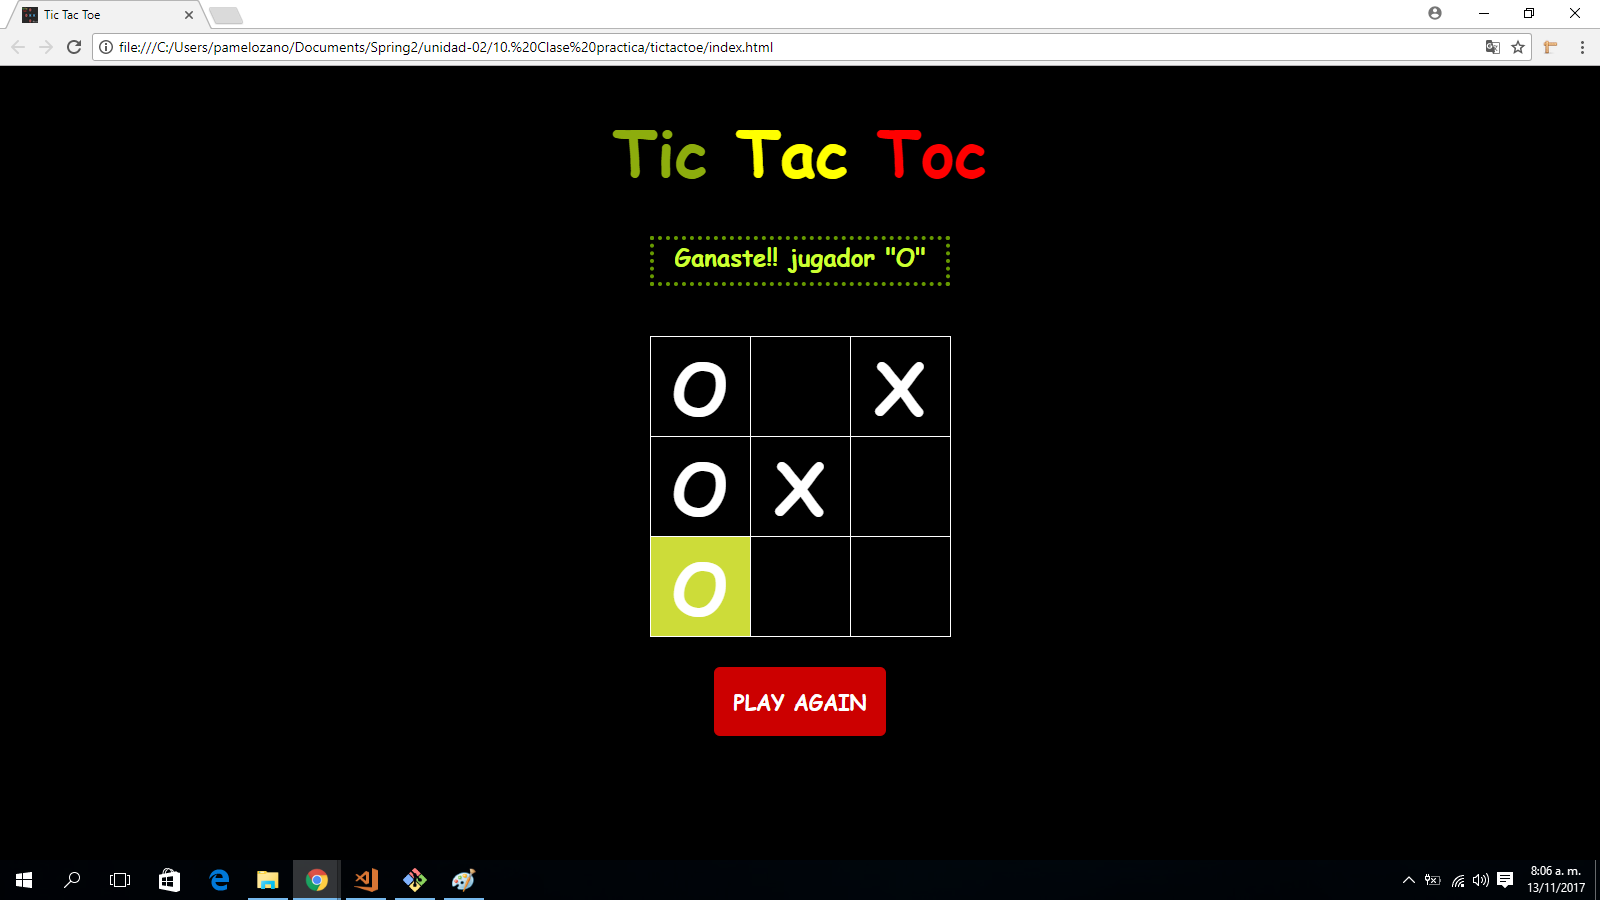 Tic Tac Toe
file:///C:/Users/pamelozano/Documents/Spring2/unidad-02/10.%20Clase%20practica/tictactoe/index.html
Tic Tac Toc
Ganaste!! jugador "O"
O X
O X
O
PLAY AGAIN
8:06 a. m.
13/11/2017